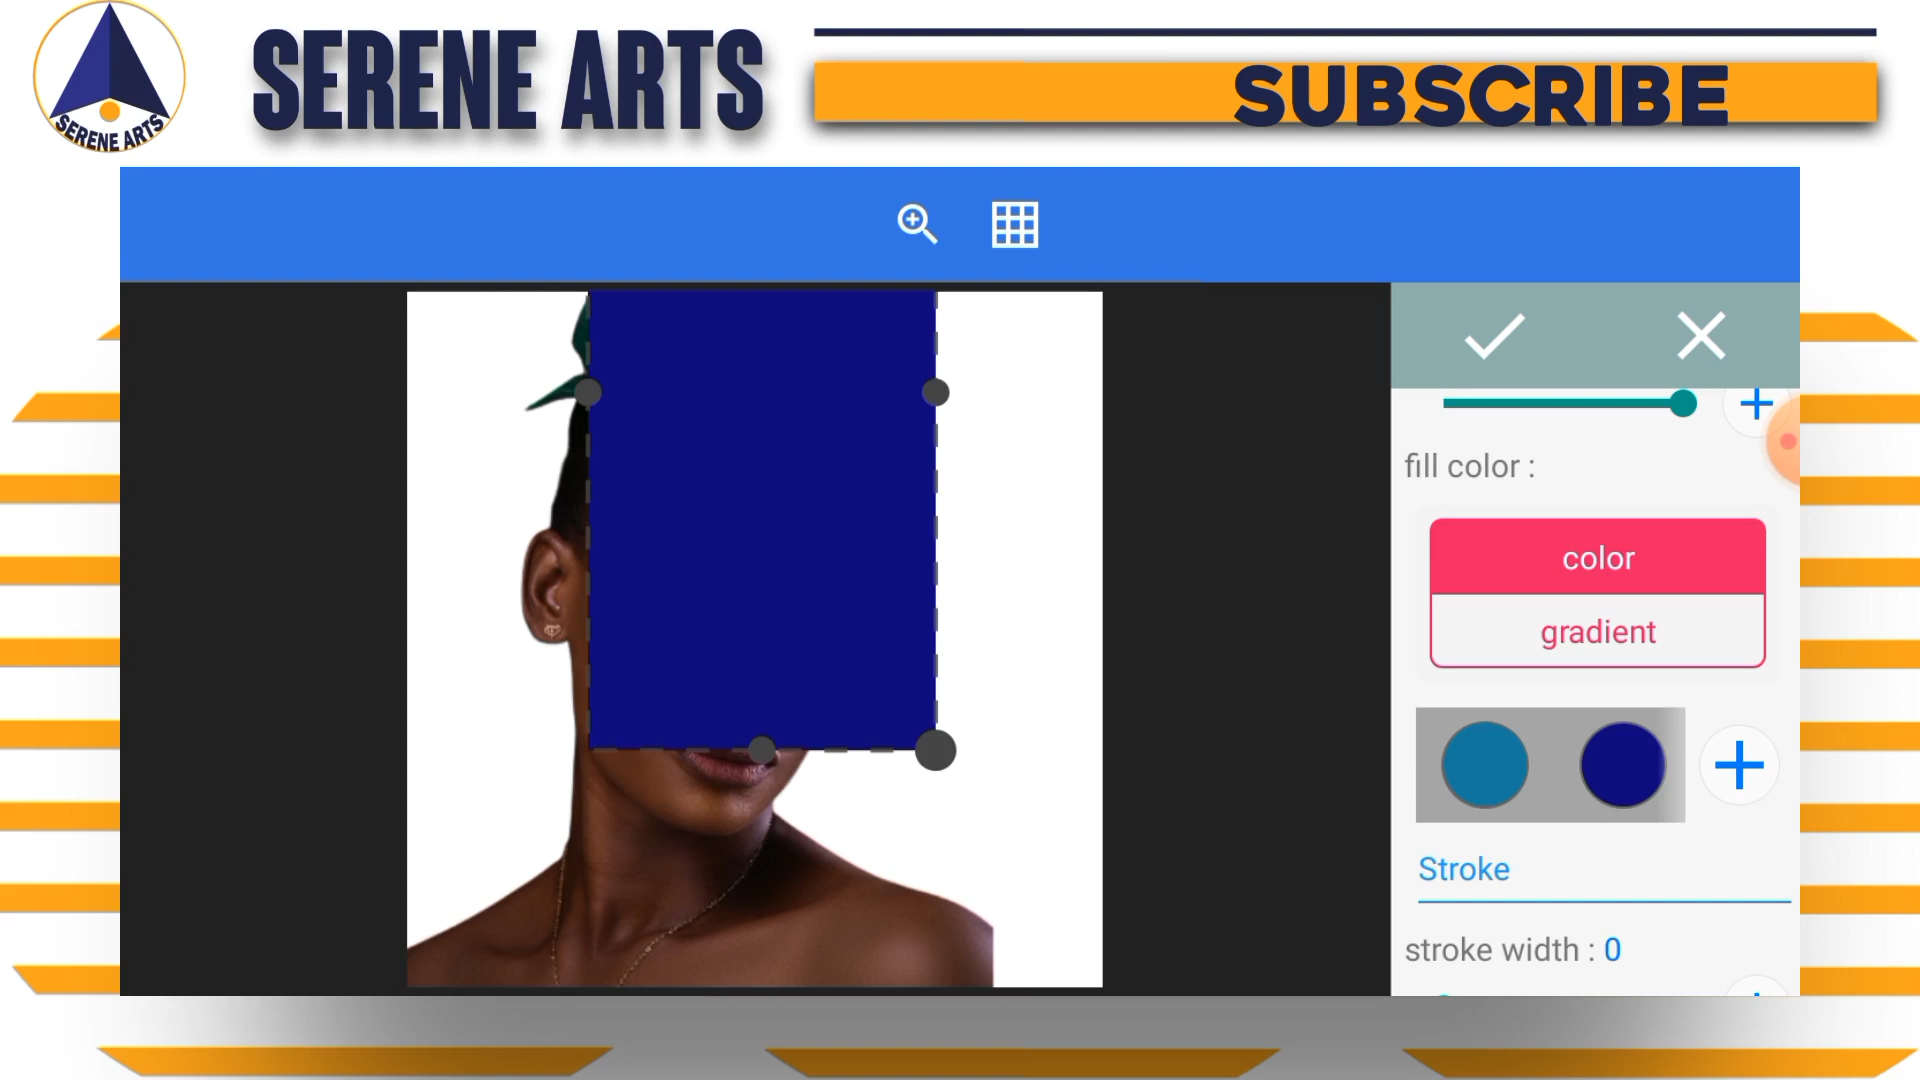 SERENE ARTS
SERENE ARTS
SUBSCRIBE
fill color :
color
gradient
Stroke
stroke width : 0